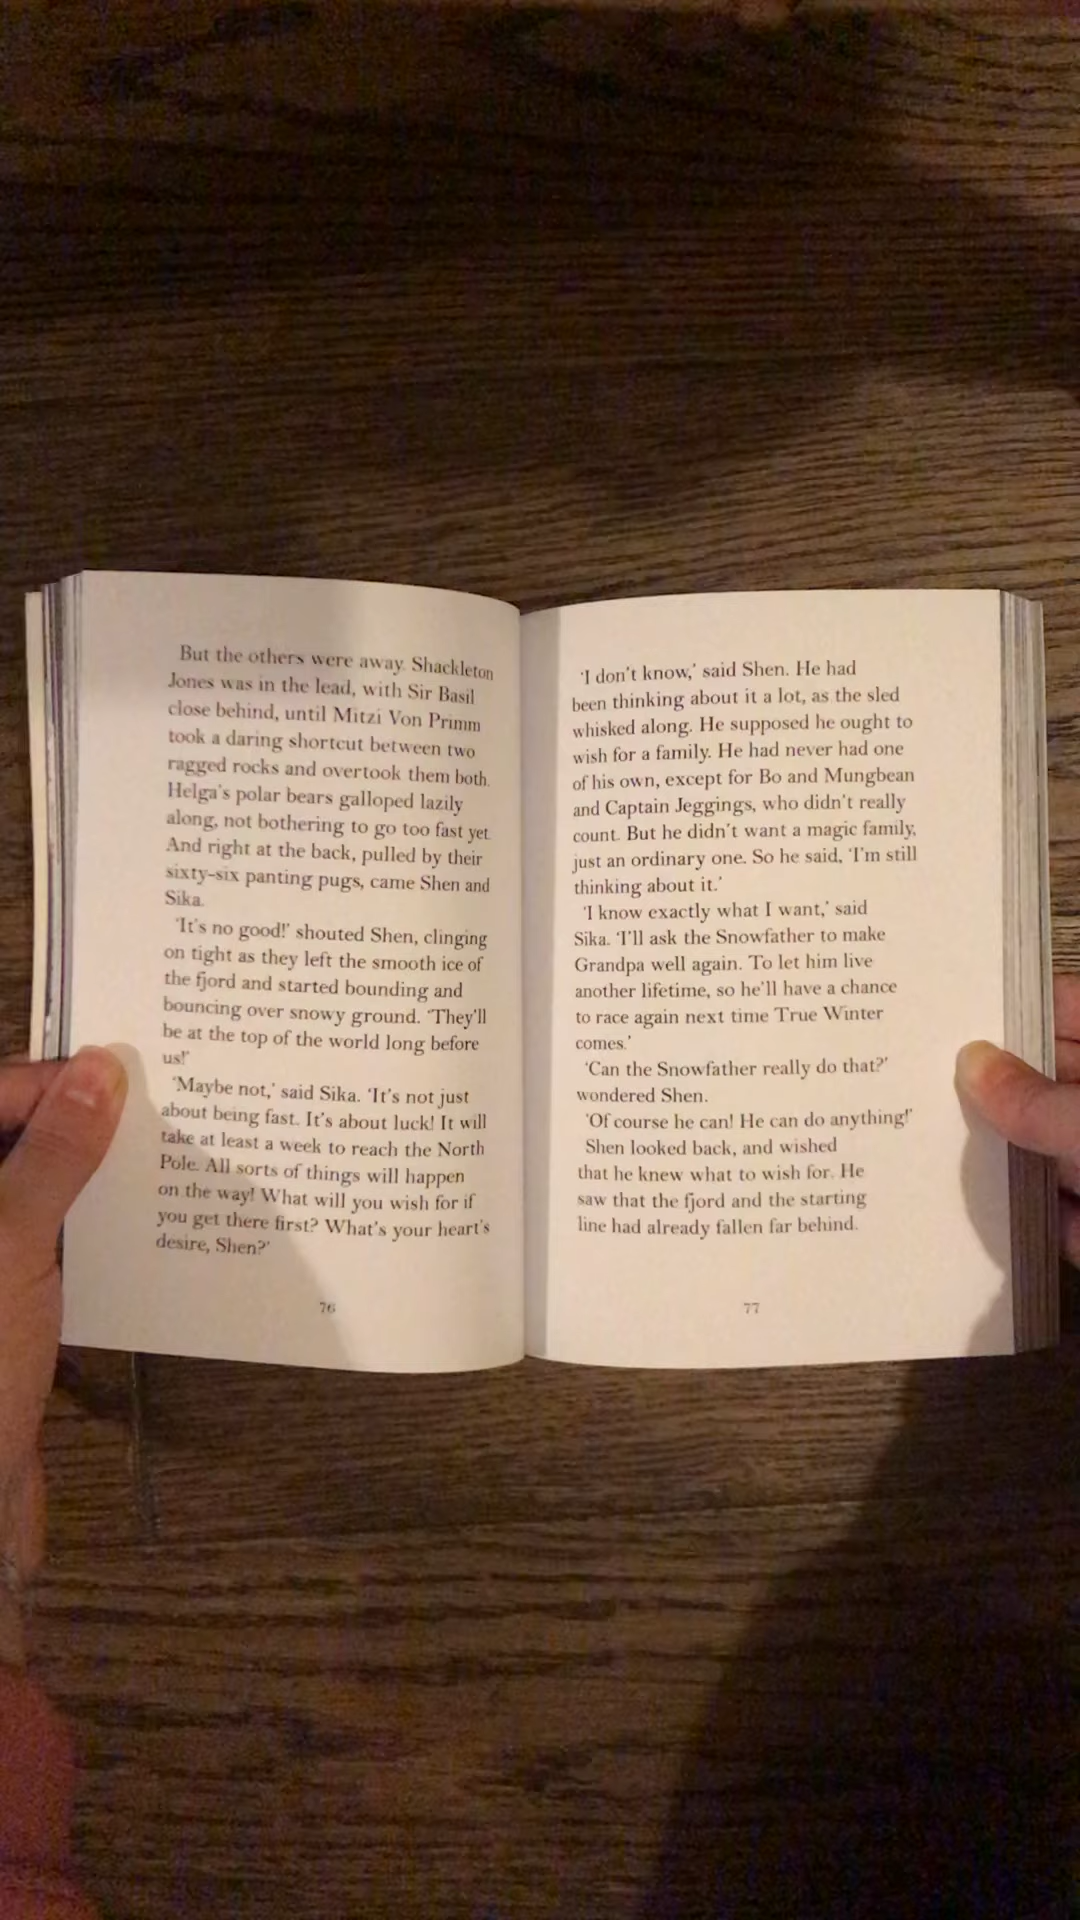 But the others were away. Shackleton
Jones was in the lead, with Sir Basil
close behind, until Mitzi Von Primm
took a daring shortcut between two
ragged rocks and overtook them both.
Helga's polar bears galloped lazily
along, not bothering to go too fast yet.
And right at the back, pulled by their
sixty-six panting pugs, came Shen and
Sika.
'It's no good!' shouted Shen, clinging
on tight as they left the smooth ice of
the fjord and started bounding and
bouncing over snowy ground. 'They'll
be at the top of the world long before
us!'
'Maybe not,' said Sika. 'It's not just
about being fast. It's about luck! It will
take at least a week to reach the North
Pole. All sorts of things will happen
on the way! What will you wish for if
you get there first? What's your heart's
desire, Shen?'
76
'I don't know,' said Shen. He had
been thinking about it a lot, as the sled
whisked along. He supposed he ought to
wish for a family. He had never had one
of his own, except for Bo and Mungbean
and Captain Jeggings, who didn't really
count. But he didn't want a magic family,
just an ordinary one. So he said, 'I'm still
thinking about it.'
'I know exactly what I want,' said
Sika. 'I'll ask the Snowfather to make
Grandpa well again. To let him live
another lifetime, so he'll have a chance
to race again next time True Winter
comes.'
'Can the Snowfather really do that?'
wondered Shen.
'Of course he can! He can do anything!'
Shen looked back, and wished
that he knew what to wish for. He
saw that the fjord and the starting
line had already fallen far behind.
77